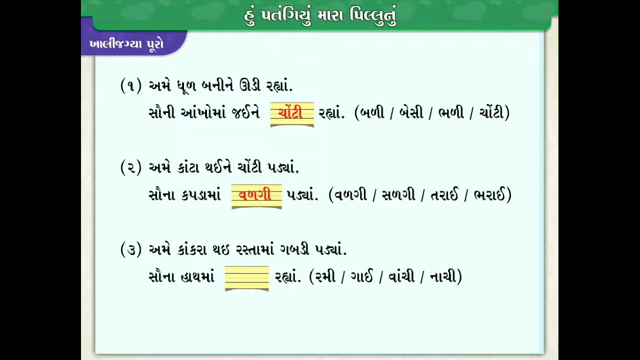 હું પતંગિયું મારા પિલ્લુનું
ખાલીજગ્યા પૂરો
(૧) અમે ધૂળ બનીને ઊડી રહ્યાં.
સૌની આંખોમાં જઈને ચોંટી રહ્યાં. (બળી / બેસી / ભળી / ચોંટી)
(૨) અમે કાંટા થઈને ચોંટી પડ્યાં.
સૌના કપડામાં વળગી પડ્યાં. (વળગી / સળગી / તરાઈ / ભરાઈ)
(૩) અમે કાંકરા થઇ રસ્તામાં ગબડી પડ્યાં.
સૌના હાથમાં રહ્યાં. (રમી / ગાઈ / વાંચી / નાચી)